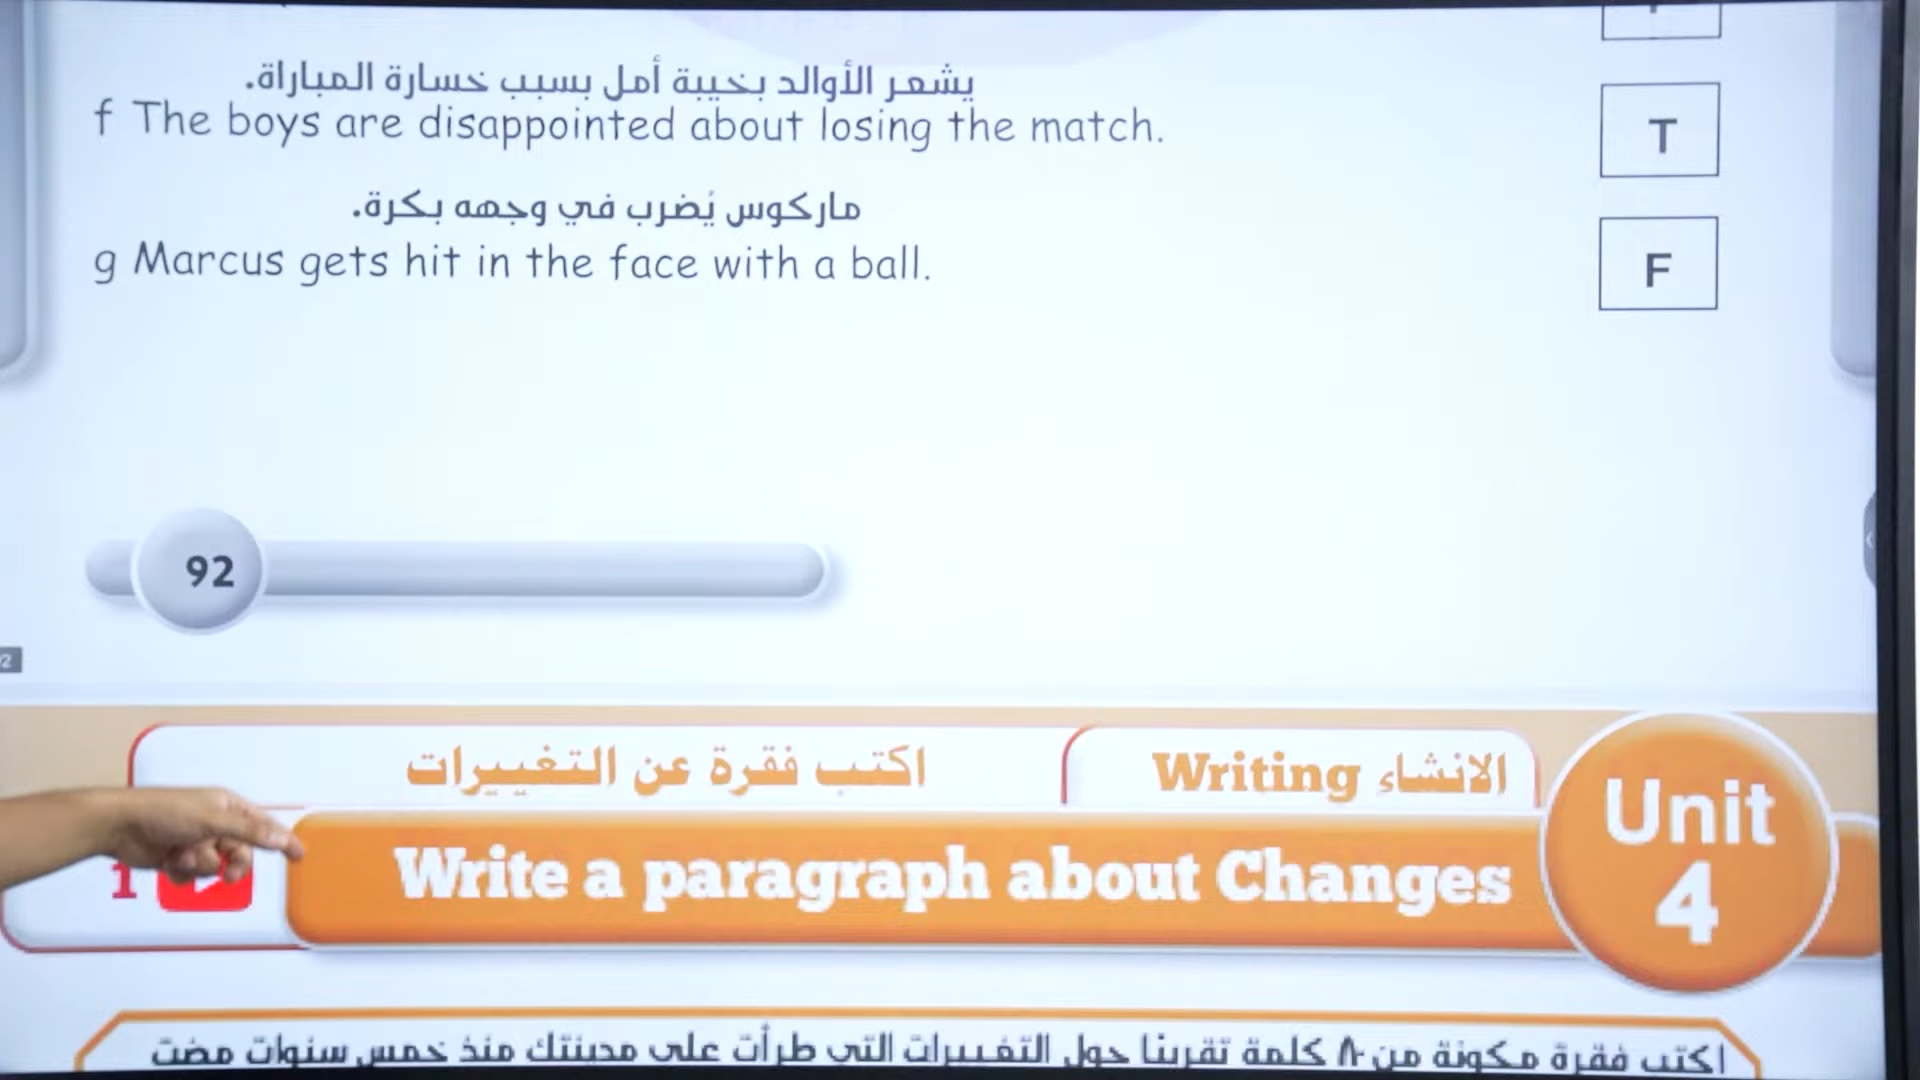 يشعر الأوالد بخيبة أمل بسبب خسارة المباراة.
f The boys are disappointed about losing the match.
T
ماركوس يُضرب في وجهه بكرة.
g Marcus gets hit in the face with a ball.
F
92
الانشاء Writing
اكتب فقرة عن التغييرات
Unit 4
Write a paragraph about Changes
1
اكتب فقرة مكونة من ٨٠ كلمة تقريبا حول التغييرات التي طرأت على مدينتك منذ خمس سنوات مضت